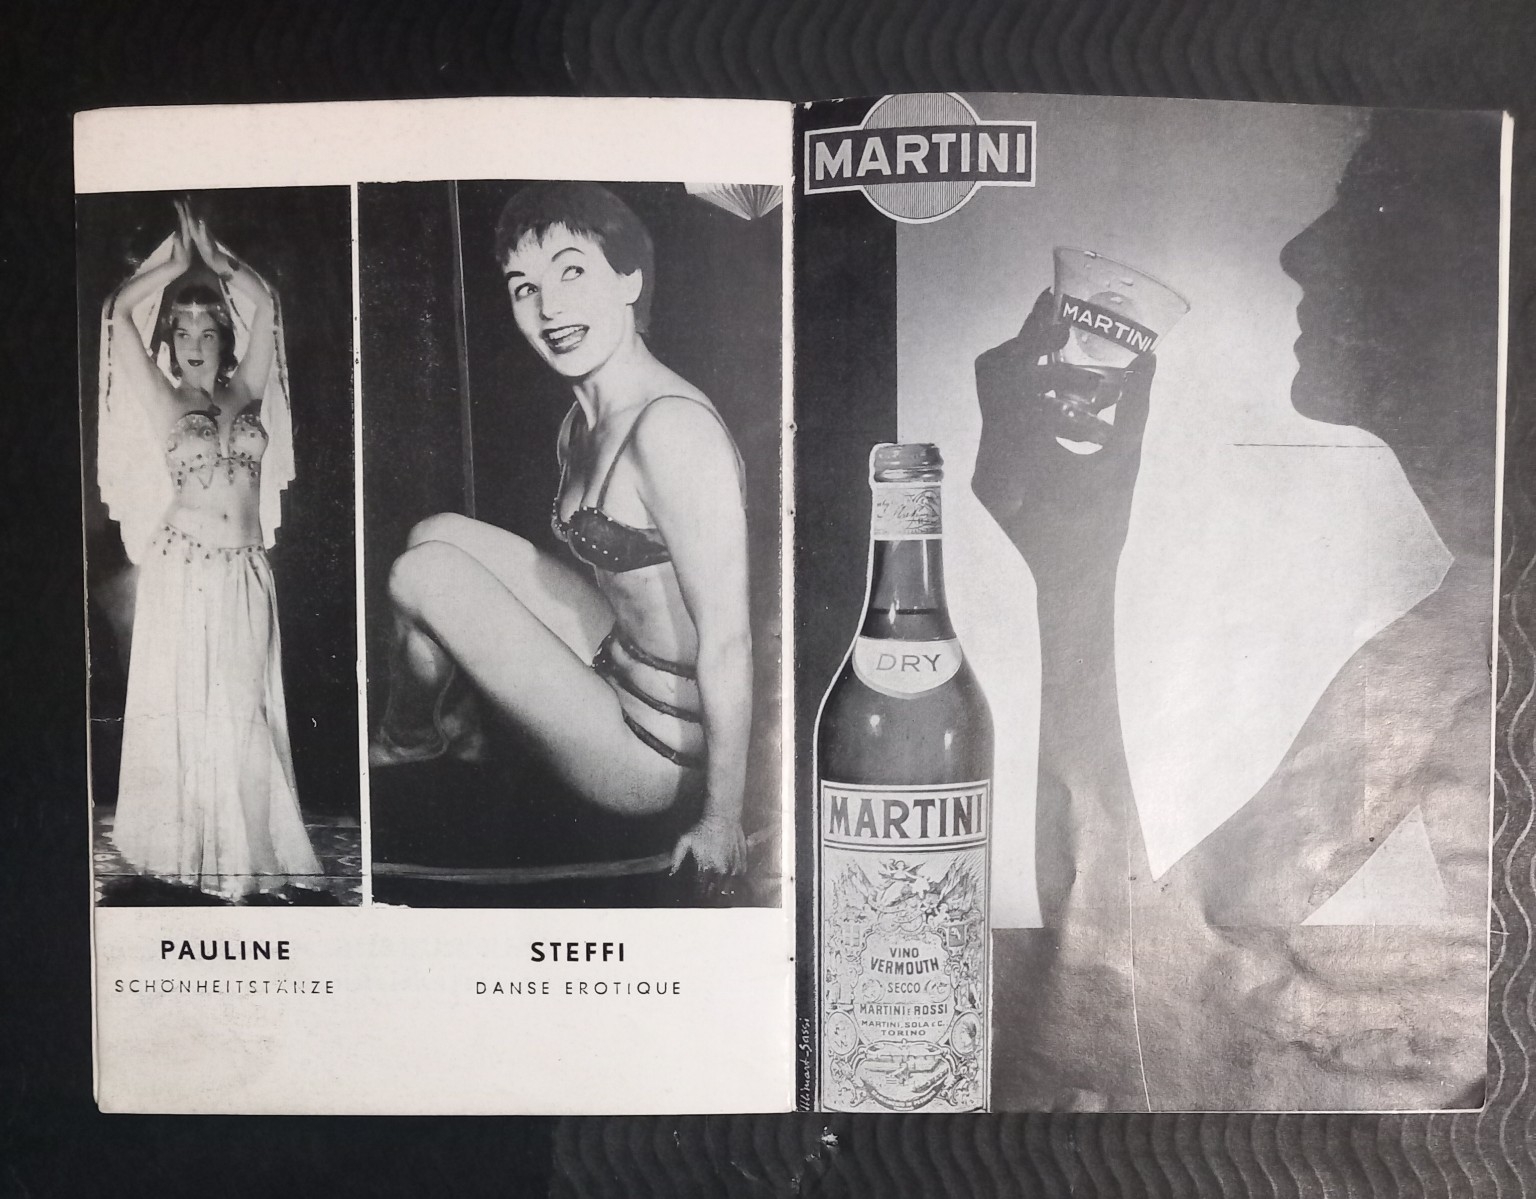 PAULINE
SCHÖNHEITSTÄNZE
STEFFI
DANSE EROTIQUE
MARTINI
MARTINI
DRY
MARTINI
VINO
VERMOUTH
SECCO
MARTINI E ROSSI
MARTINI, SOLA & C.
TORINO